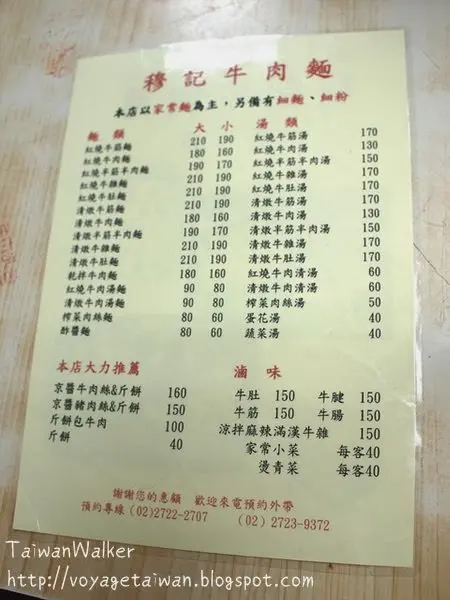 穆記牛肉麵
本店以家常麵為主，另備有細麵、細粉
麵類 大 小 湯類
紅燒牛筋麵 210 190 紅燒牛筋湯 170
紅燒牛肉麵 180 160 紅燒牛肉湯 130
紅燒半筋半肉麵 190 170 紅燒半筋半肉湯 150
紅燒牛雜麵 210 190 紅燒牛雜湯 170
紅燒牛肚麵 210 190 紅燒牛肚湯 170
清燉牛筋麵 210 190 清燉牛筋湯 170
清燉牛肉麵 180 160 清燉牛肉湯 130
清燉半筋半肉麵 190 170 清燉半筋半肉湯 150
清燉牛雜麵 210 190 清燉牛雜湯 170
清燉牛肚麵 210 190 清燉牛肚湯 170
乾拌牛肉麵 180 160 紅燒牛肉清湯 60
紅燒牛肉湯麵 90 80 清燉牛肉清湯 60
清燉牛肉湯麵 90 80 榨菜肉絲湯 50
榨菜肉絲麵 80 60 蛋花湯 40
酢醬麵 80 60 蔬菜湯 40
本店大力推薦 滷味
京醬牛肉絲&斤餅 160 牛肚 150 牛腱 150
京醬豬肉絲&斤餅 150 牛筋 150 牛腸 150
斤餅包牛肉 100 涼拌麻辣滿漢牛雜 150
斤餅 40 家常小菜 每客40
燙青菜 每客40
謝謝您的惠顧 歡迎來電預約外帶
預約專線(02)2722-2707 (02)2723-9372
TaiwanWalker
http://voyagetaiwan.blogspot.com/